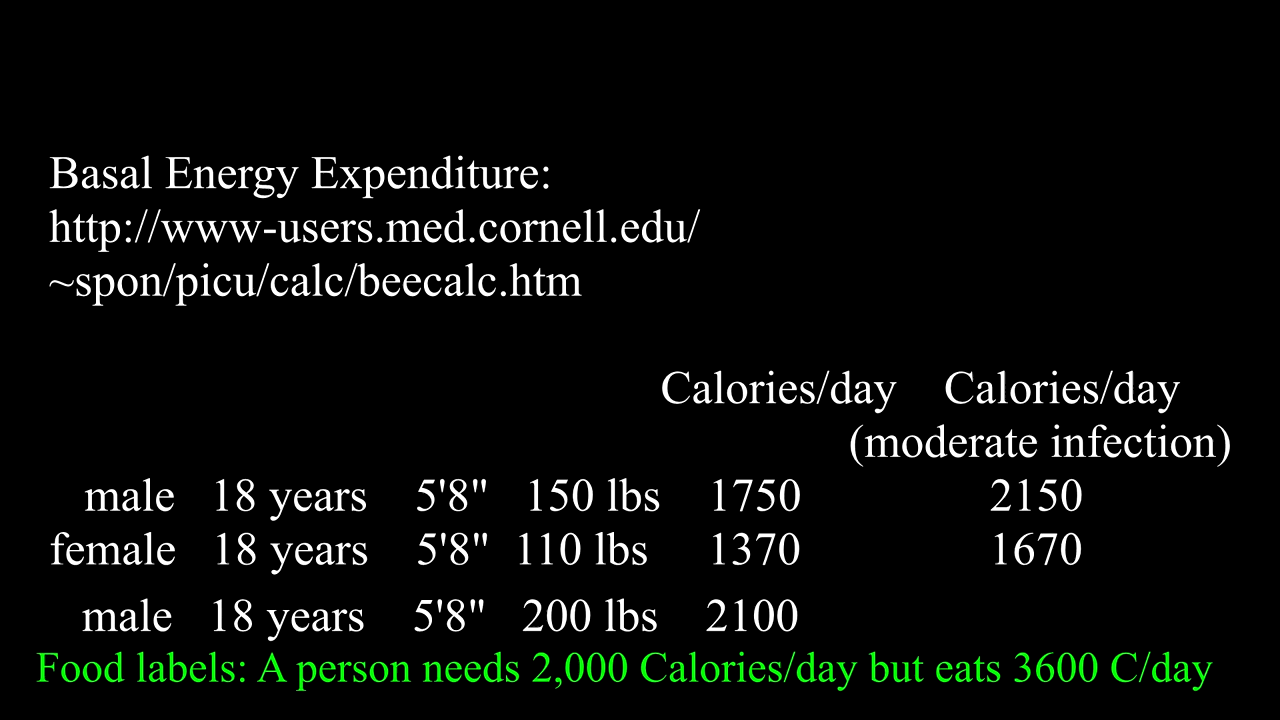 Basal Energy Expenditure:
http://www-users.med.cornell.edu/
~spon/picu/calc/beecalc.htm
Calories/day Calories/day
(moderate infection)
male 18 years 5'8" 150 lbs 1750 2150
female 18 years 5'8" 110 lbs 1370 1670
male 18 years 5'8" 200 lbs 2100
Food labels: A person needs 2,000 Calories/day but eats 3600 C/day